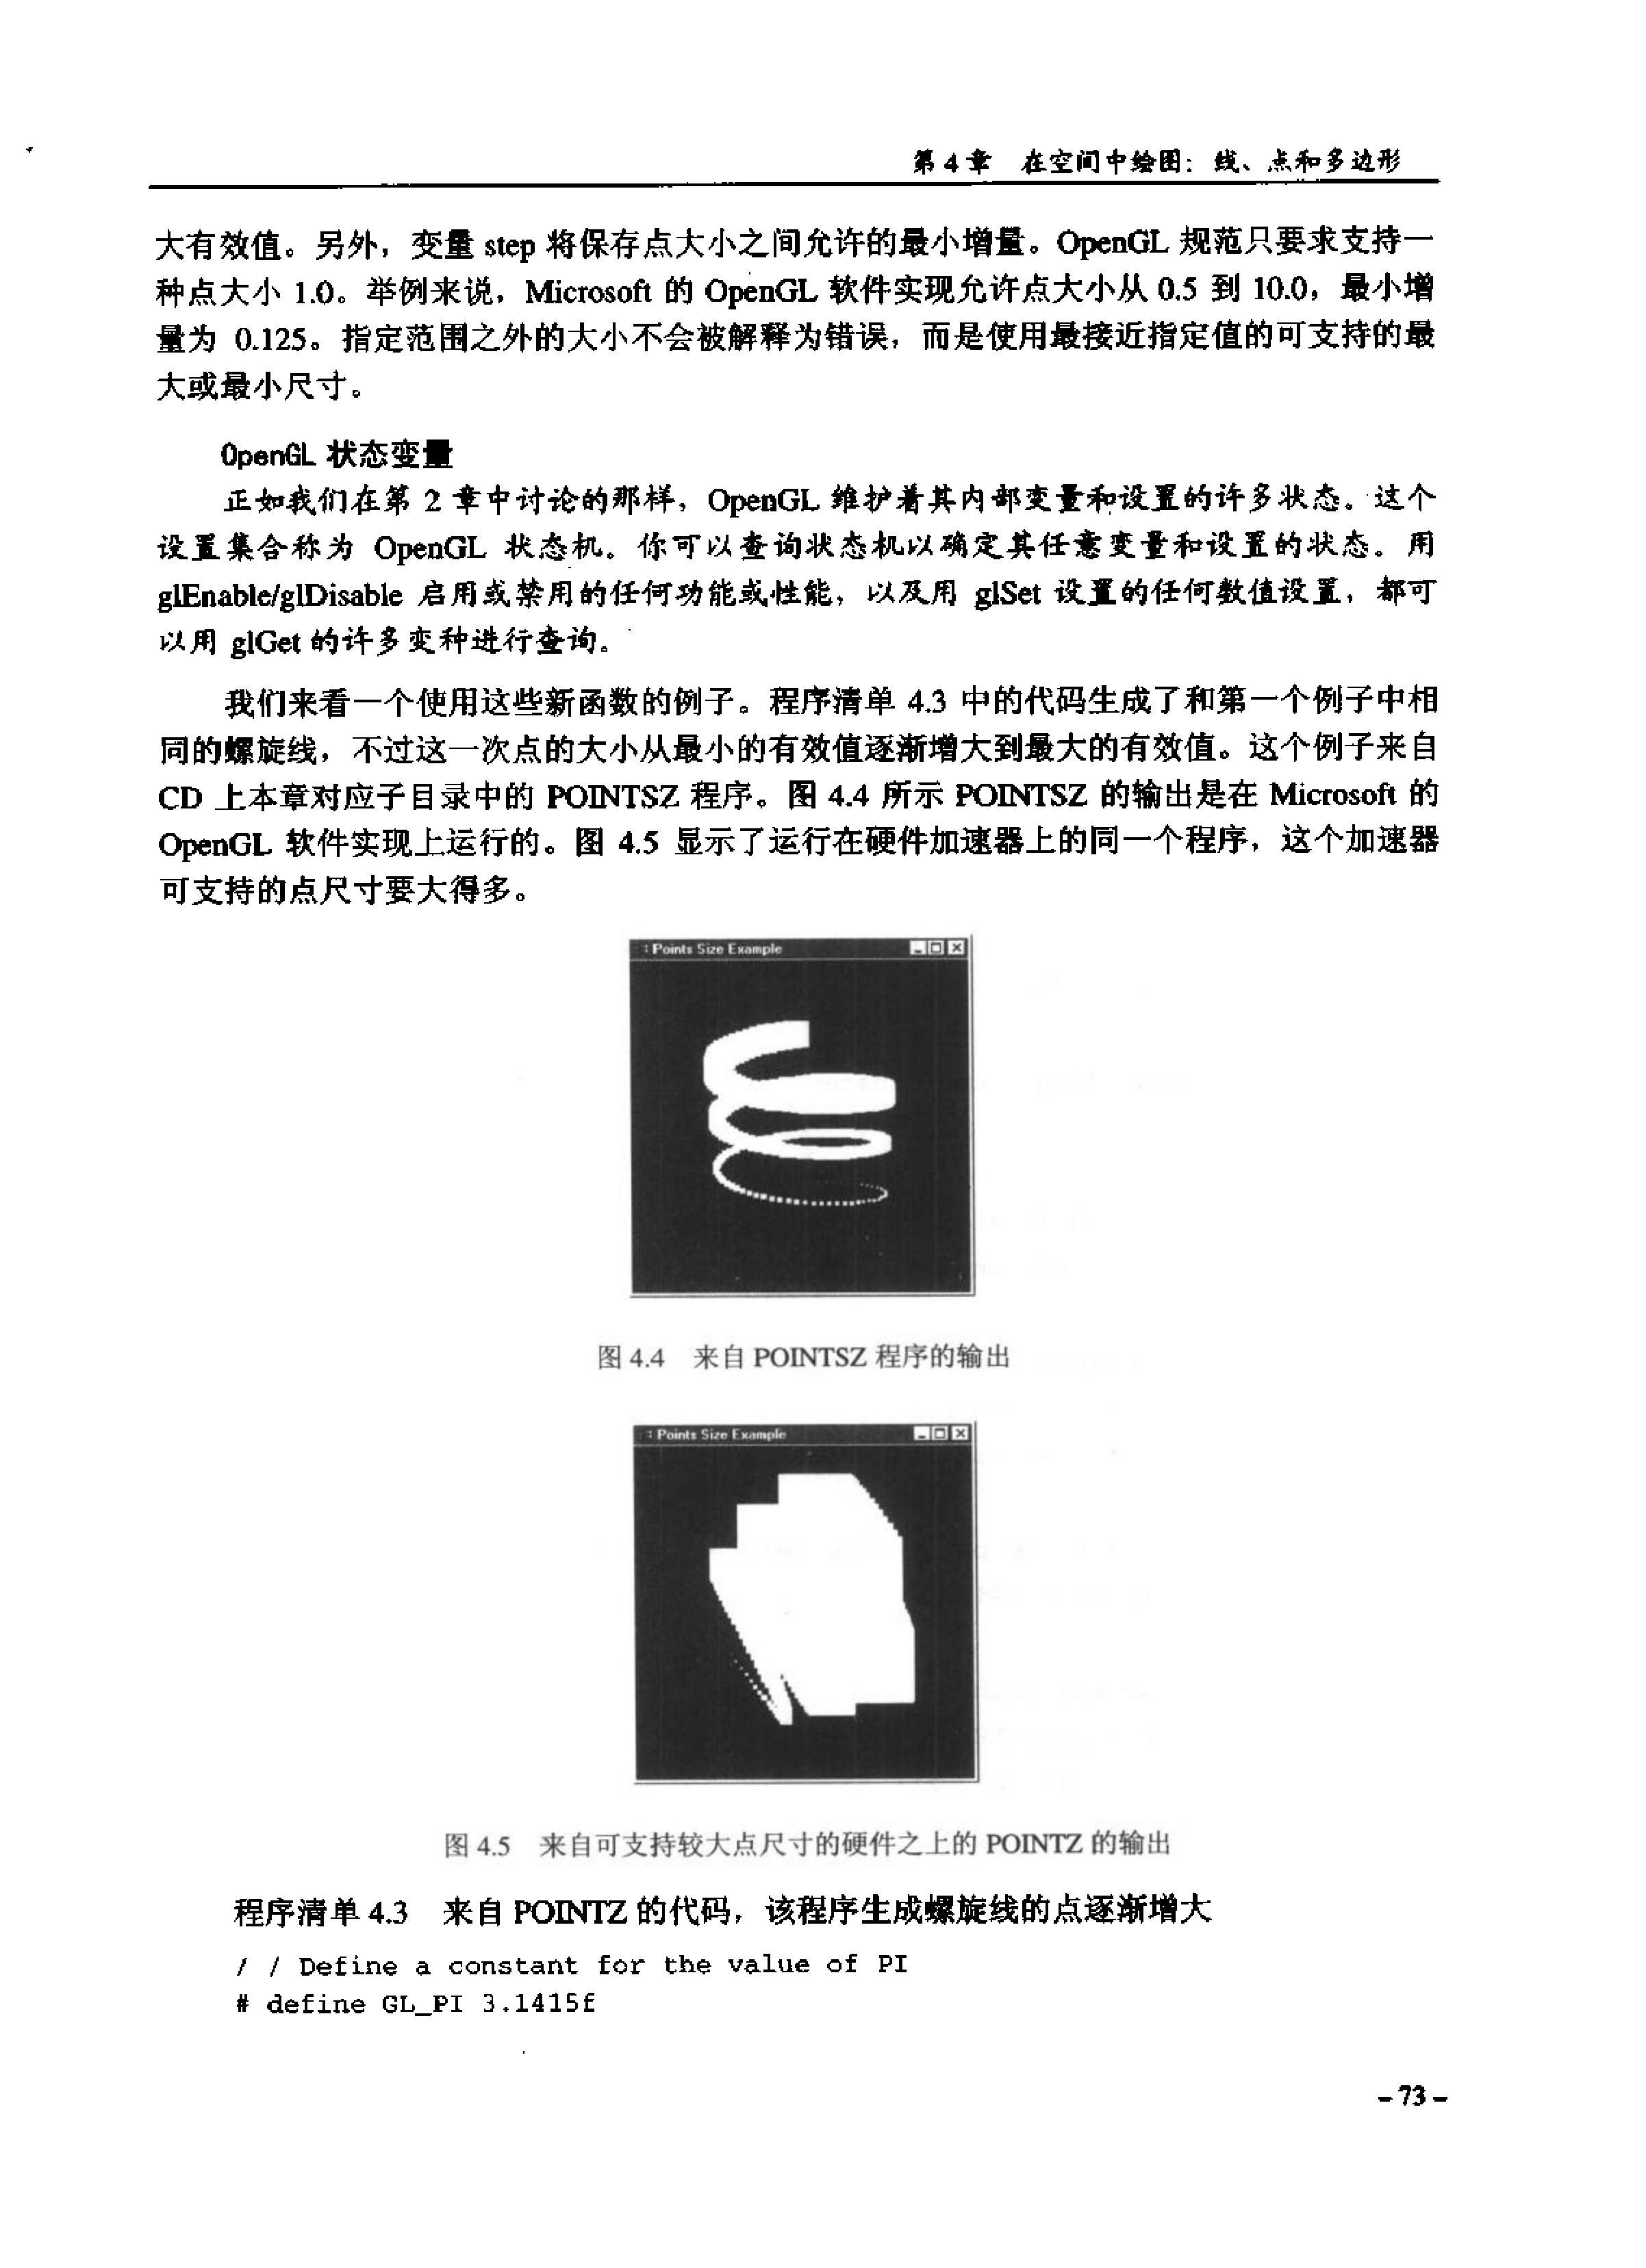 第 4 章　在空间中绘图：线、点和多边形
大有效值。另外，变量 step 将保存点大小之间允许的最小增量。OpenGL 规范只要求支持一
种点大小 1.0。举例来说，Microsoft 的 OpenGL 软件实现允许点大小从 0.5 到 10.0，最小增
量为 0.125。指定范围之外的大小不会被解释为错误，而是使用最接近指定值的可支持的最
大或最小尺寸。
OpenGL 状态变量
正如我们在第 2 章中讨论的那样，OpenGL 维护着其内部变量和设置的许多状态。这个
设置集合称为 OpenGL 状态机。你可以查询状态机以确定其任意变量和设置的状态。用
glEnable/glDisable 启用或禁用的任何功能或性能，以及用 glSet 设置的任何数值设置，都可
以用 glGet 的许多变种进行查询。
我们来看一个使用这些新函数的例子。程序清单 4.3 中的代码生成了和第一个例子中相
同的螺旋线，不过这一次点的大小从最小的有效值逐渐增大到最大的有效值。这个例子来自
CD 上本章对应子目录中的 POINTSZ 程序。图 4.4 所示 POINTSZ 的输出是在 Microsoft 的
OpenGL 软件实现上运行的。图 4.5 显示了运行在硬件加速器上的同一个程序，这个加速器
可支持的点尺寸要大得多。
Points Size Example
图 4.4　来自 POINTSZ 程序的输出
Points Size Example
图 4.5　来自可支持较大点尺寸的硬件之上的 POINTZ 的输出
程序清单 4.3　来自 POINTZ 的代码，该程序生成螺旋线的点逐渐增大
/ / Define a constant for the value of PI
# define GL_PI 3.1415f
- 73 -